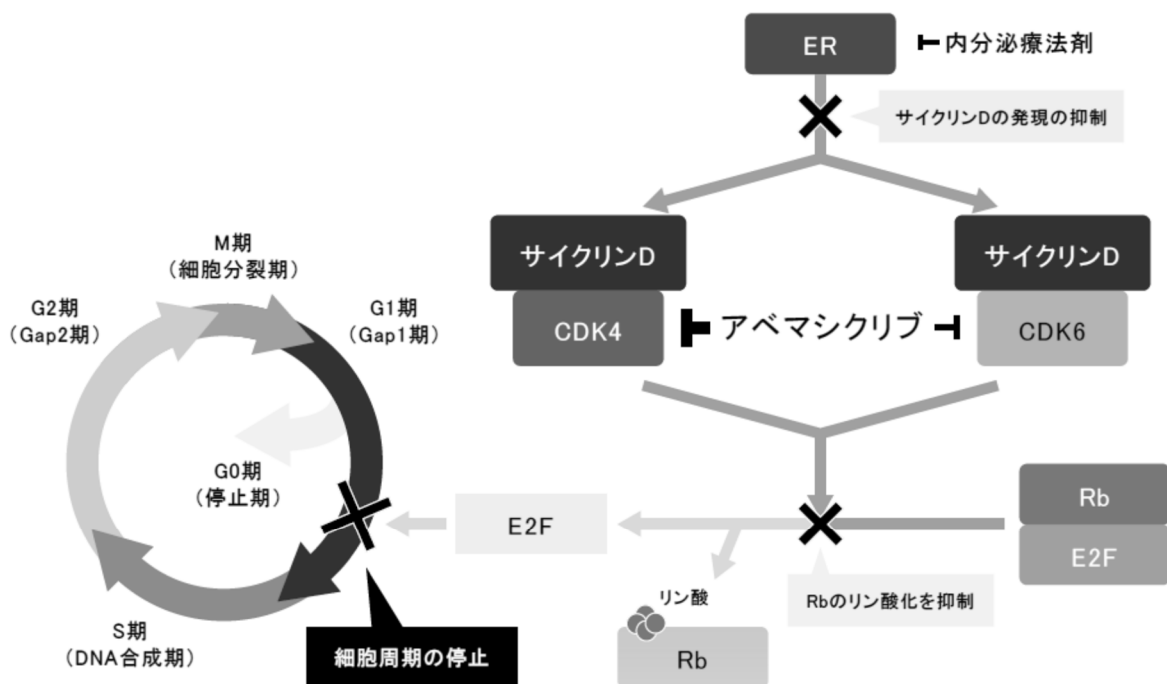 ER
内分泌療法剤
サイクリンDの発現の抑制
サイクリンD
サイクリンD
CDK4
アベマシクリブ
CDK6
M期
(細胞分裂期)
G2期
(Gap2期)
G1期
(Gap1期)
G0期
(停止期)
S期
(DNA合成期)
細胞周期の停止
E2F
リン酸
Rb
Rbのリン酸化を抑制
Rb
E2F